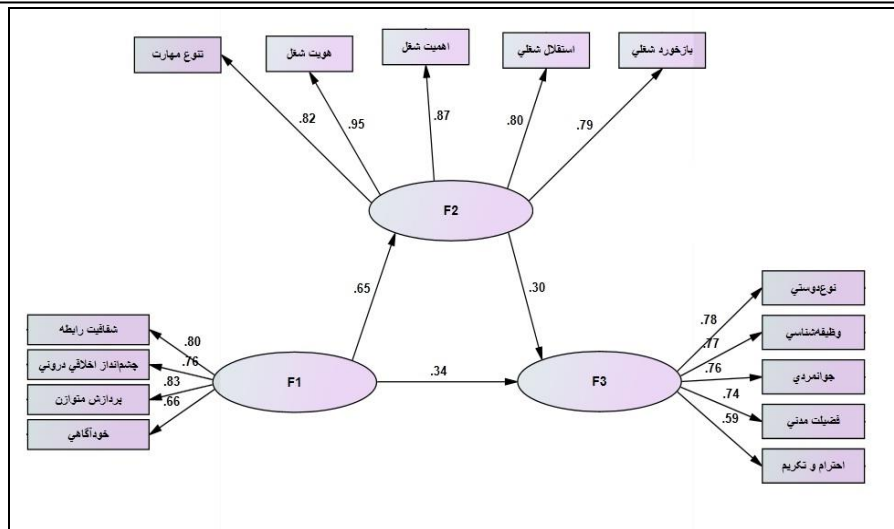 تنوع مهارت
هويت شغل
اهميت شغل
استقلال شغلي
بازخورد شغلي
.82
.95
.87
.80
.79
F2
.65
.30
شفافيت رابطه
چشم‌انداز اخلاقي دروني
پردازش متوازن
خودآگاهي
.80
.76
.83
.66
F1
.34
F3
.78
.77
.76
.74
.59
نوع‌دوستي
وظيفه‌شناسي
جوانمردي
فضيلت مدني
احترام و تكريم